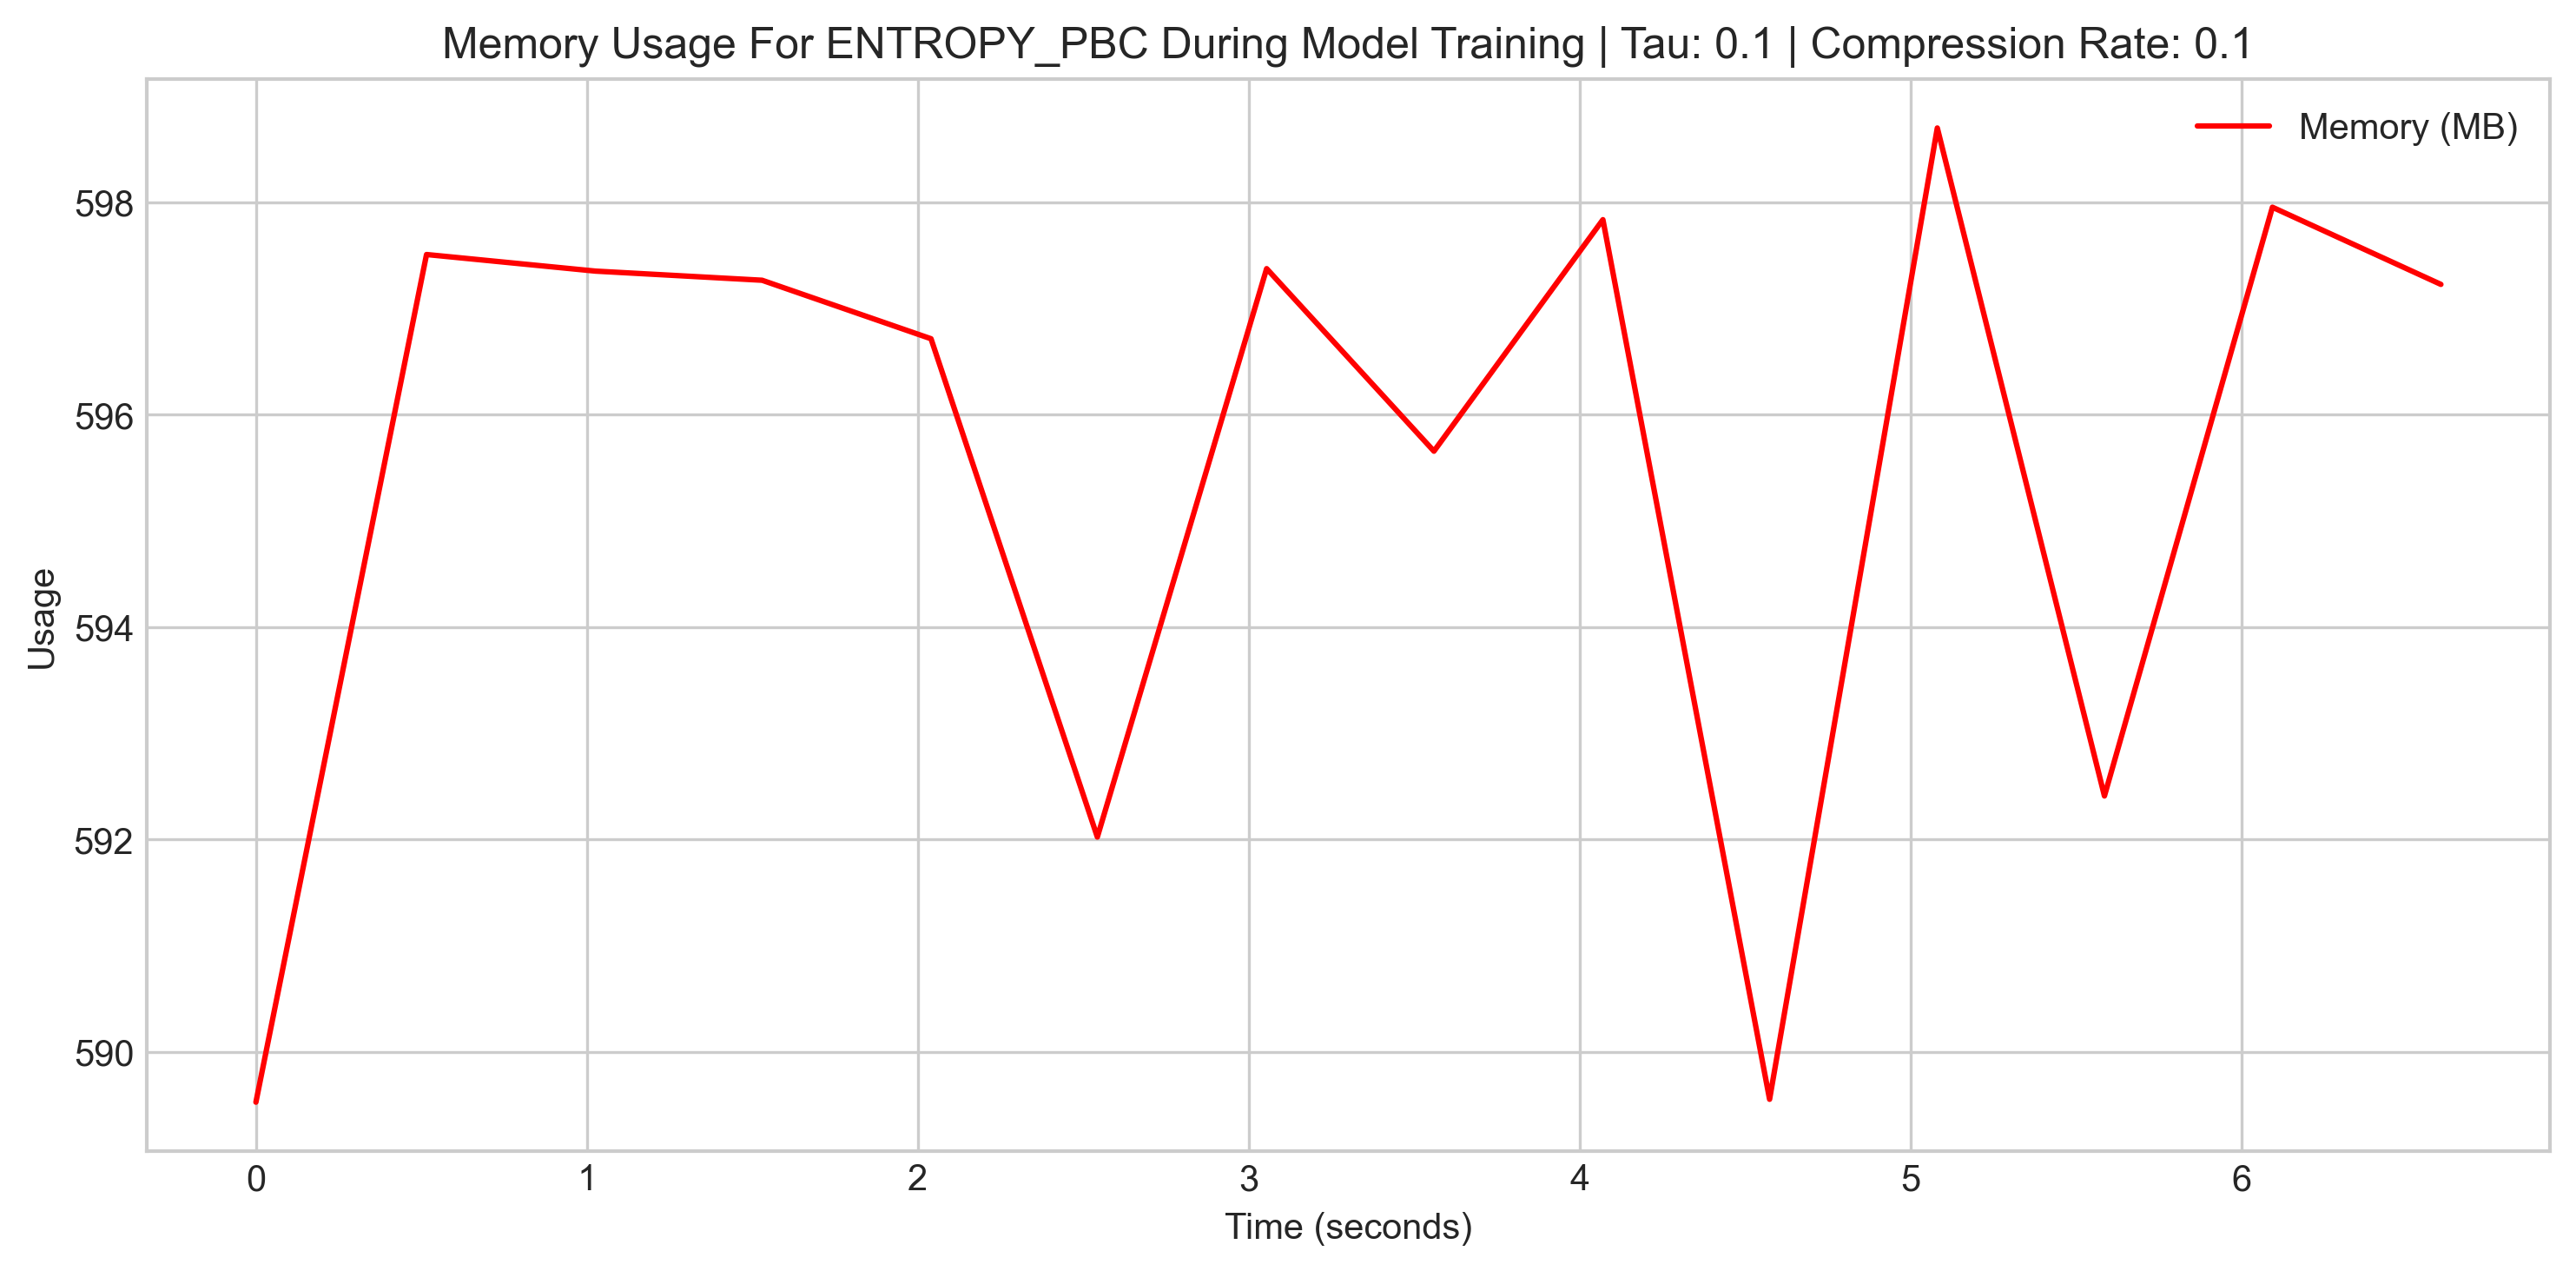 Memory Usage For ENTROPY_PBC During Model Training | Tau: 0.1 | Compression Rate: 0.1
Memory (MB)
598
596
594
592
590
Usage
0 1 2 3 4 5 6
Time (seconds)